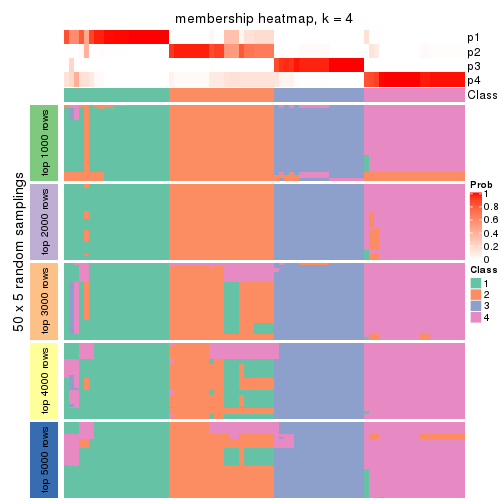 membership heatmap, k = 4
p1
p2
p3
p4
Class
50 x 5 random samplings
top 1000 rows
top 2000 rows
top 3000 rows
top 4000 rows
top 5000 rows
Prob
1
0.8
0.6
0.4
0.2
0
Class
1
2
3
4